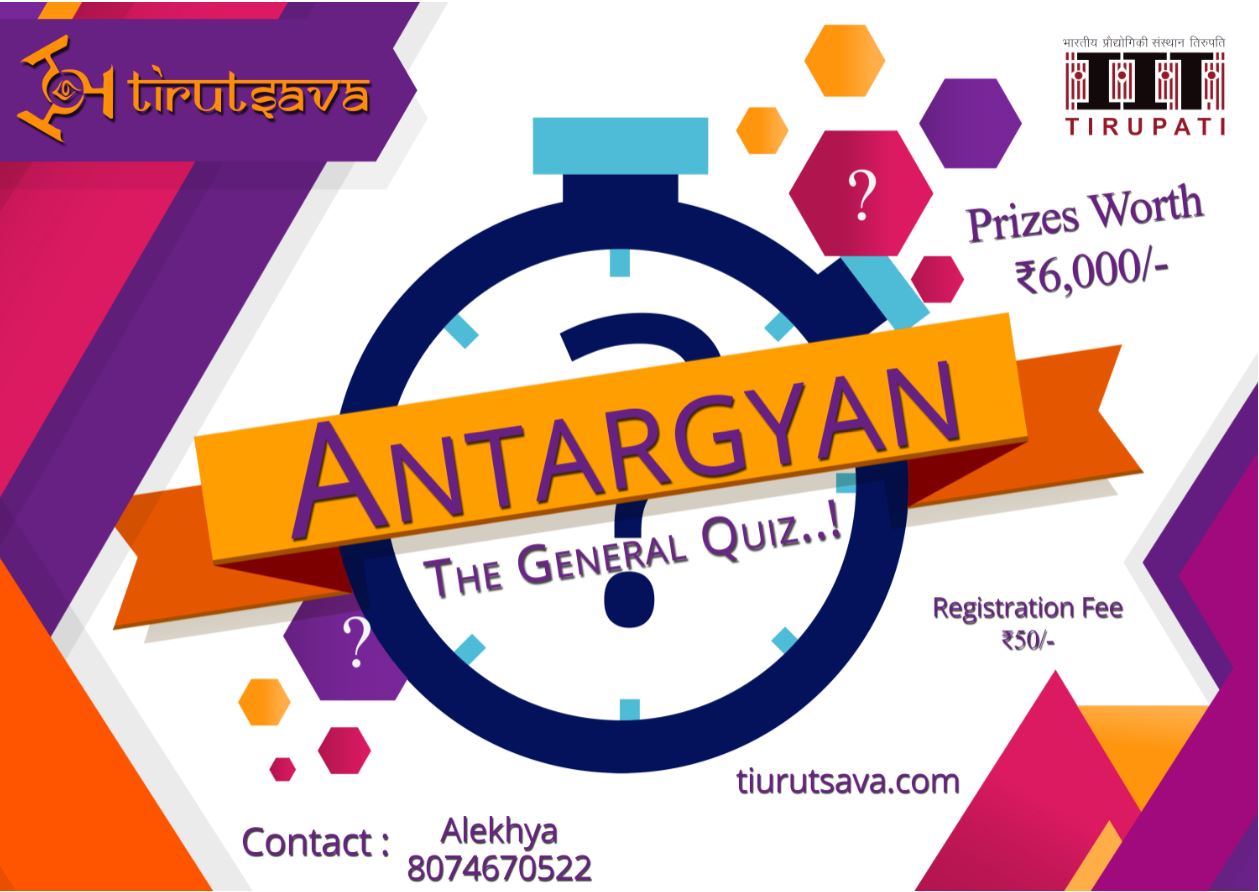 tirutsava
भारतीय प्रौद्योगिकी संस्थान तिरुपति
IIT
TIRUPATI
?
Prizes Worth
₹6,000/-
?
ANTARGYAN
THE GENERAL QUIZ..!
?
Registration Fee
₹50/-
tiurutsava.com
Contact :
Alekhya
8074670522